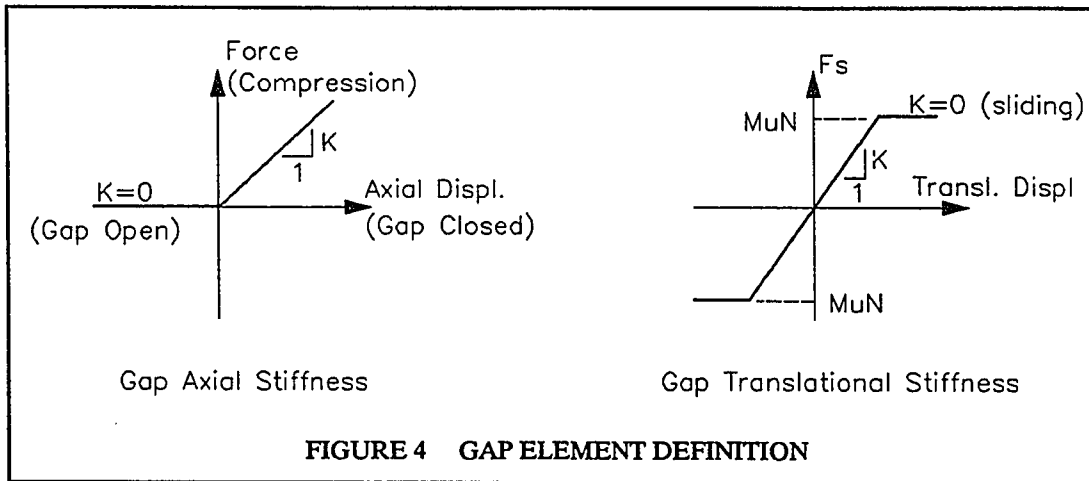 Force
(Compression)
K
1
K=0
(Gap Open)
Axial Displ.
(Gap Closed)
Gap Axial Stiffness
Fs
MuN
K=0 (sliding)
K
1
Transl. Displ
MuN
Gap Translational Stiffness
FIGURE 4 GAP ELEMENT DEFINITION